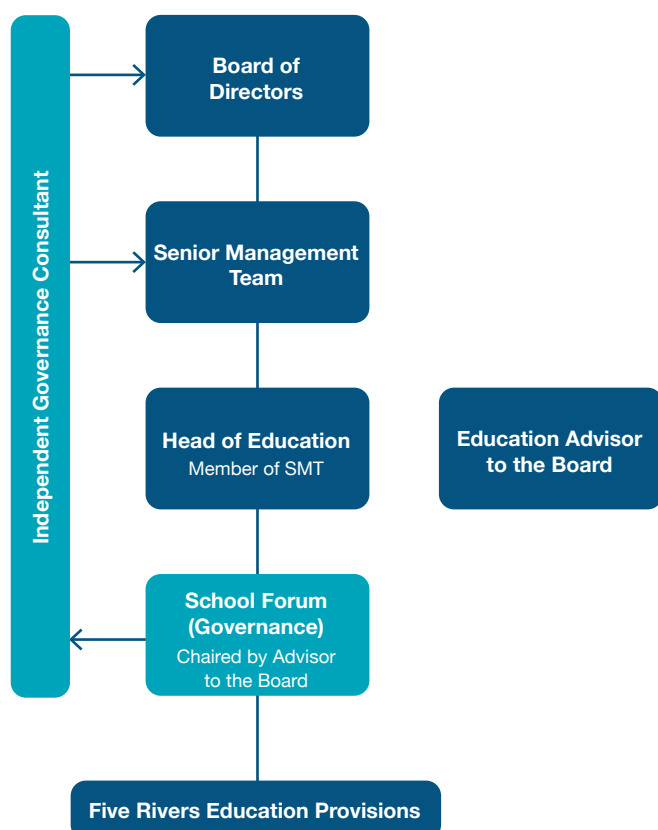 Independent Governance Consultant
Board of
Directors
Senior Management
Team
Head of Education
Member of SMT
Education Advisor
to the Board
School Forum
(Governance)
Chaired by Advisor
to the Board
Five Rivers Education Provisions